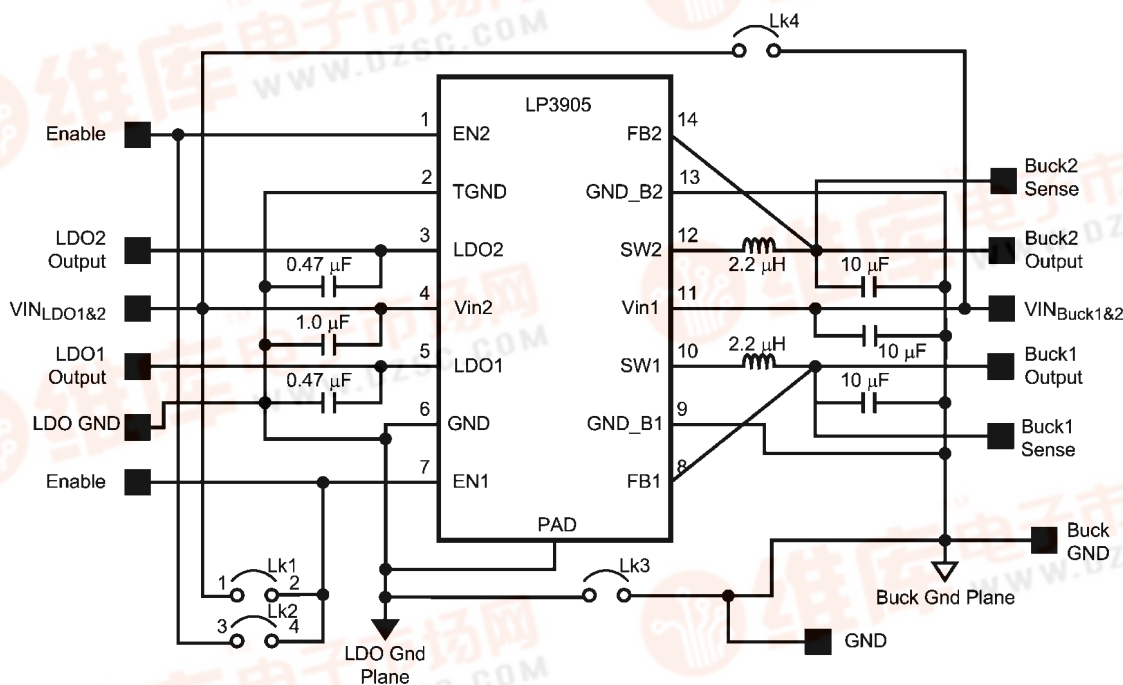 Lk4
LP3905
Enable
1
EN2
FB2
14
2
TGND
GND_B2
13
Buck2
Sense
LDO2
Output
3
LDO2
SW2
12
2.2 µH
Buck2
Output
0.47 µF
10 µF
VINLDO1&2
4
Vin2
Vin1
11
VINBuck1&2
1.0 µF
10 µF
LDO1
Output
5
LDO1
SW1
10
2.2 µH
Buck1
Output
0.47 µF
10 µF
LDO GND
6
GND
GND_B1
9
Buck1
Sense
Enable
7
EN1
FB1
8
PAD
Buck
GND
1
Lk1
2
Lk3
Buck Gnd Plane
3
Lk2
4
LDO Gnd
Plane
GND
维库电子市场网
WWW.DZSC.COM